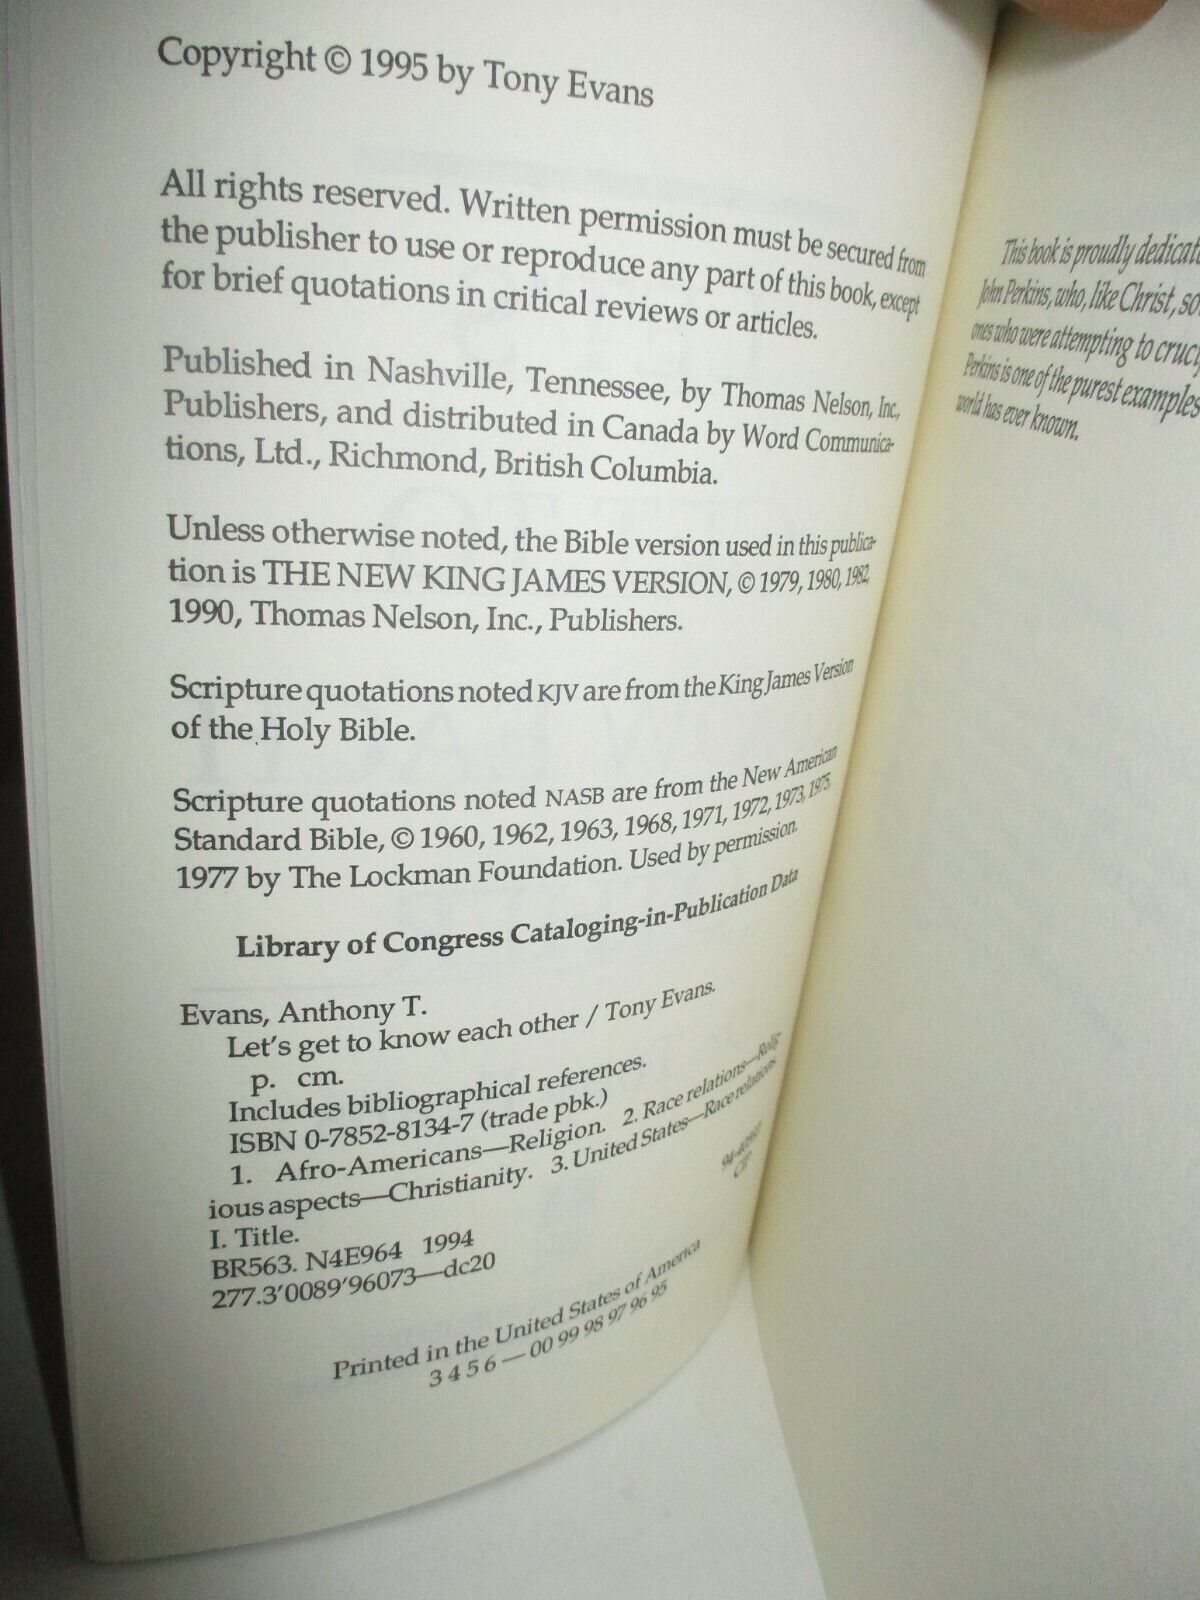 Copyright © 1995 by Tony Evans
All rights reserved. Written permission must be secured from
the publisher to use or reproduce any part of this book, except
for brief quotations in critical reviews or articles.
Published in Nashville, Tennessee, by Thomas Nelson, Inc.,
Publishers, and distributed in Canada by Word Communica-
tions, Ltd., Richmond, British Columbia.
Unless otherwise noted, the Bible version used in this publica-
tion is THE NEW KING JAMES VERSION, © 1979, 1980, 1982,
1990, Thomas Nelson, Inc., Publishers.
Scripture quotations noted KJV are from the King James Version
of the Holy Bible.
Scripture quotations noted NASB are from the New American
Standard Bible, © 1960, 1962, 1963, 1968, 1971, 1972, 1973, 1975,
1977 by The Lockman Foundation. Used by permission.
Library of Congress Cataloging-in-Publication Data
Evans, Anthony T.
Let's get to know each other / Tony Evans.
p. cm.
Includes bibliographical references.
ISBN 0-7852-8134-7 (trade pbk.)
1. Afro-Americans—Religion. 2. Race relations—Relig-
ious aspects—Christianity. 3. United States—Race relations
I. Title.
BR563. N4E964 1994
277.3'0089'96073—dc20
CIP
Printed in the United States of America
3 4 5 6 — 00 99 98 97 96 95
This book is proudly dedicat
John Perkins, who, like Christ, so
ones who were attempting to cruci
Perkins is one of the purest examples
world has ever known.